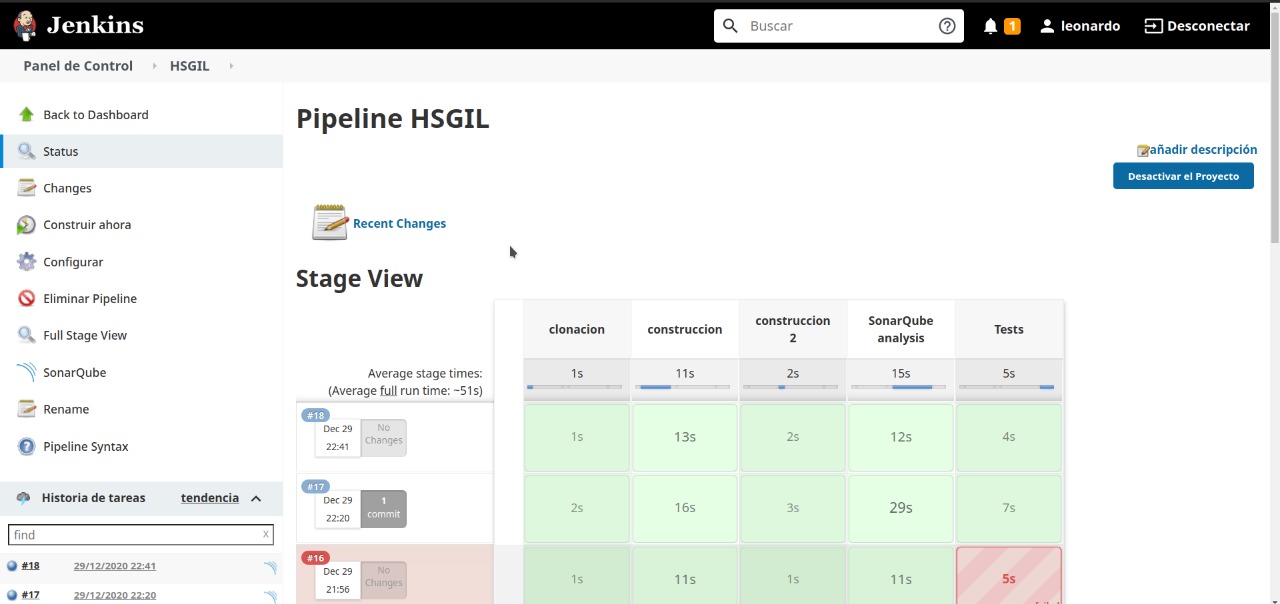 Jenkins
Buscar
1
leonardo
Desconectar
Panel de Control
HSGIL
Back to Dashboard
Status
Changes
Construir ahora
Configurar
Eliminar Pipeline
Full Stage View
SonarQube
Rename
Pipeline Syntax
Historia de tareas
tendencia
find
x
#18 29/12/2020 22:41
#17 29/12/2020 22:20
Pipeline HSGIL
añadir descripción
Desactivar el Proyecto
Recent Changes
Stage View
clonacion
construccion
construccion
2
SonarQube
analysis
Tests
Average stage times:
(Average full run time: ~51s)
1s 11s 2s 15s 5s
#18
Dec 29
22:41
No
Changes
1s 13s 2s 12s 4s
#17
Dec 29
22:20
1
commit
2s 16s 3s 29s 7s
#16
Dec 29
21:56
No
Changes
1s 11s 1s 11s 5s